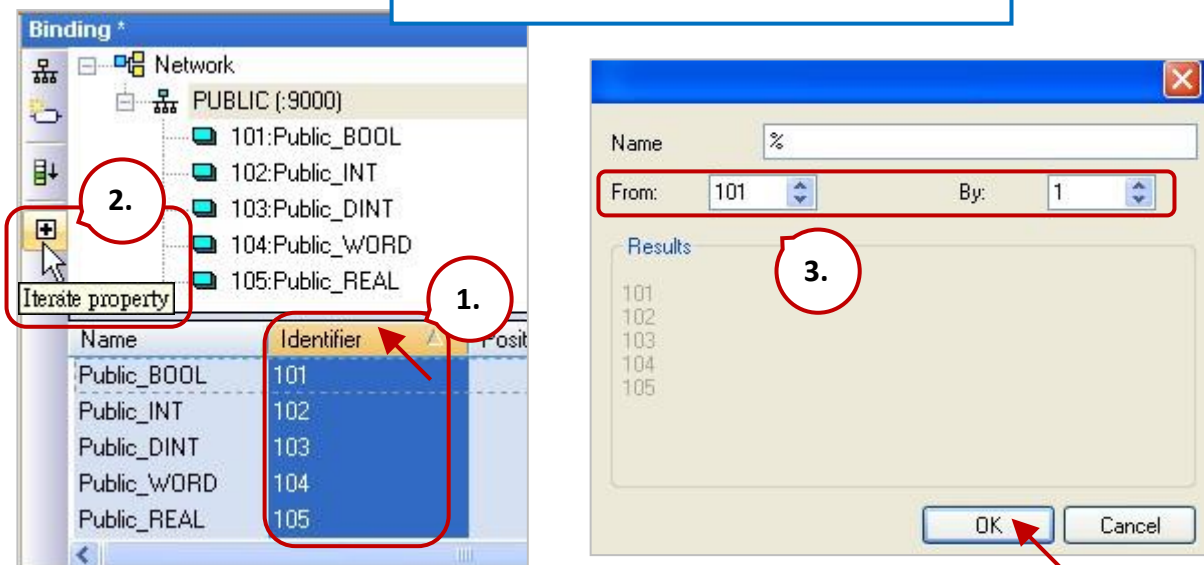 Binding *
Network
PUBLIC (:9000)
101:Public_BOOL
102:Public_INT
103:Public_DINT
104:Public_WORD
105:Public_REAL
2.
Iterate property
1.
Name Identifier Posit
Public_BOOL 101
Public_INT 102
Public_DINT 103
Public_WORD 104
Public_REAL 105
Name %
From: 101 By: 1
Results
3.
101
102
103
104
105
OK Cancel